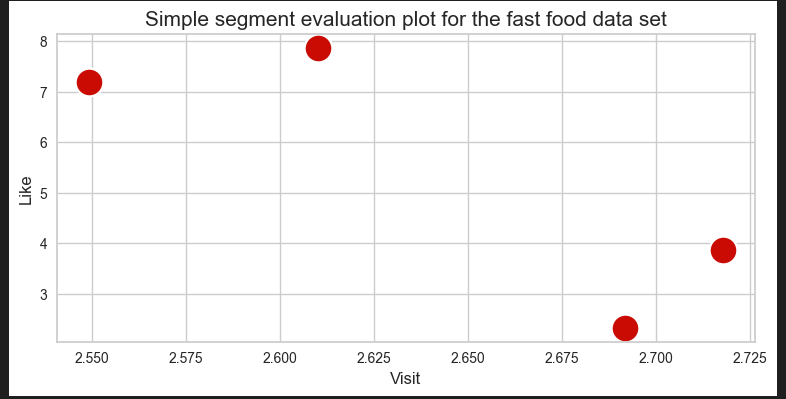 Simple segment evaluation plot for the fast food data set
8
7
6
5
4
3
Like
2.550 2.575 2.600 2.625 2.650 2.675 2.700 2.725
Visit